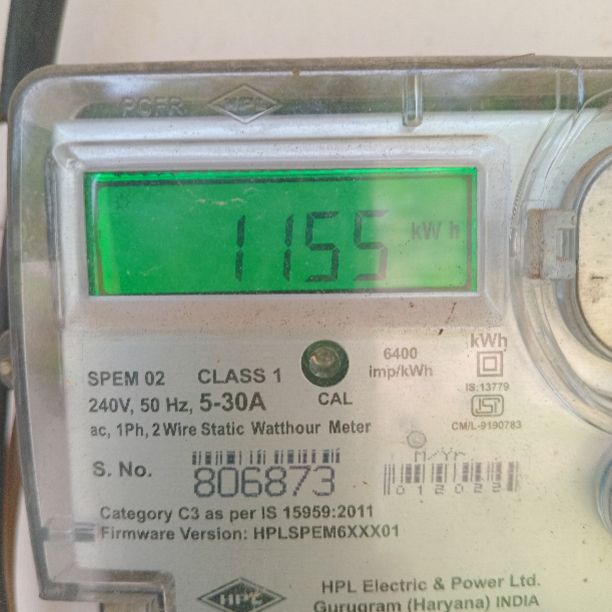 PCFR HPL
1155 kWh
SPEM 02 CLASS 1
6400
imp/kWh
kWh
IS:13779
240V, 50 Hz, 5-30A
CAL
ISI
CM/L-9190783
ac, 1Ph, 2 Wire Static Watthour Meter
M/Yr
S. No. 806873
012022
Category C3 as per IS 15959:2011
Firmware Version: HPLSPEM6XXX01
HPL
HPL Electric & Power Ltd.
Gurugram (Haryana) INDIA